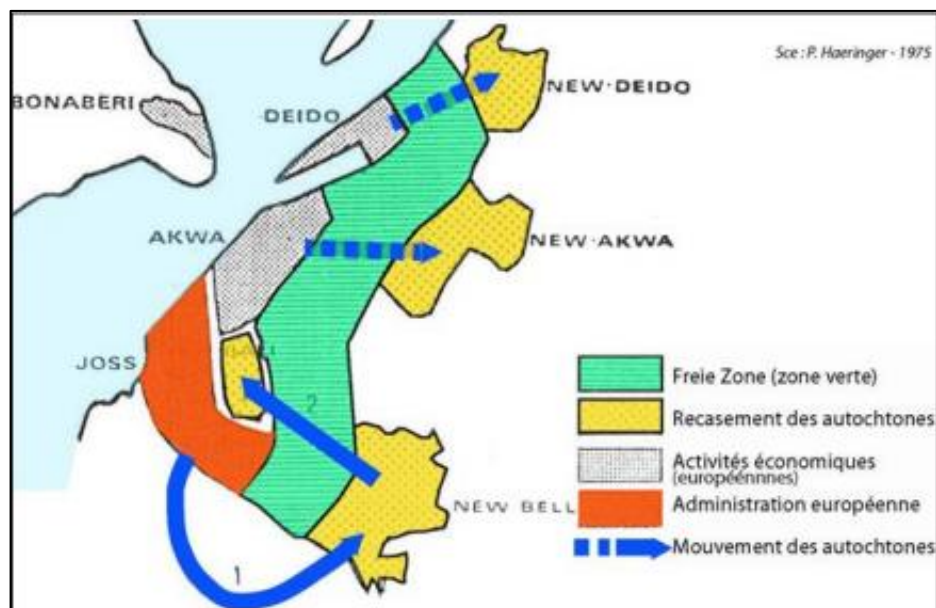 Sce : P. Haeringer - 1975
BONABERI
DEIDO
NEW-DEIDO
AKWA
NEW-AKWA
JOSS
2
NEW BELL
1
Freie Zone (zone verte)
Recasement des autochtones
Activités économiques
(européénnnes)
Administration européenne
Mouvement des autochtones